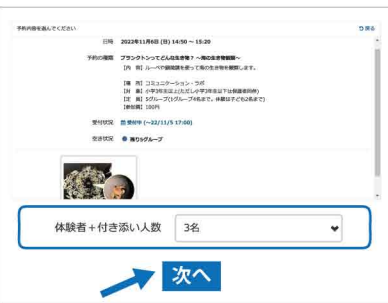 予約内容を選んでください
戻る
日時 2022年11月6日 (日) 14:50 ～ 15:20
予約の種類 プランクトンってどんな生き物？ ～海の生き物観察～
【内 容】ルーペや顕微鏡を使って海の生き物を観察します。
【場 所】コミュニケーション・ラボ
【対 象】小学3年生以上(ただし小学3年生以下は保護者同伴)
【定 員】5グループ(1グループ4名まで。体験は子ども2名まで)
【参加費】100円
受付状況 受付中 (～22/11/5 17:00)
空き状況 残り5グループ
体験者＋付き添い人数 3名
次へ